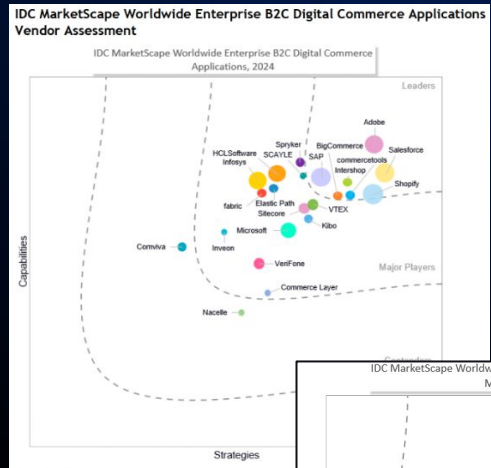 IDC MarketScape Worldwide Enterprise B2C Digital Commerce Applications
Vendor Assessment
IDC MarketScape Worldwide Enterprise B2C Digital Commerce
Applications, 2024
Leaders
Adobe
Spryker
BigCommerce
Salesforce
HCLSoftware
SCAYLE
SAP
commercetools
Infosys
Intershop
Shopify
fabric
Elastic Path
VTEX
Sitecore
Kibo
Microsoft
Comviva
Inveon
VeriFone
Major Players
Commerce Layer
Nacelle
Capabilities
Strategies
Contenders
IDC MarketScape Worldw
M